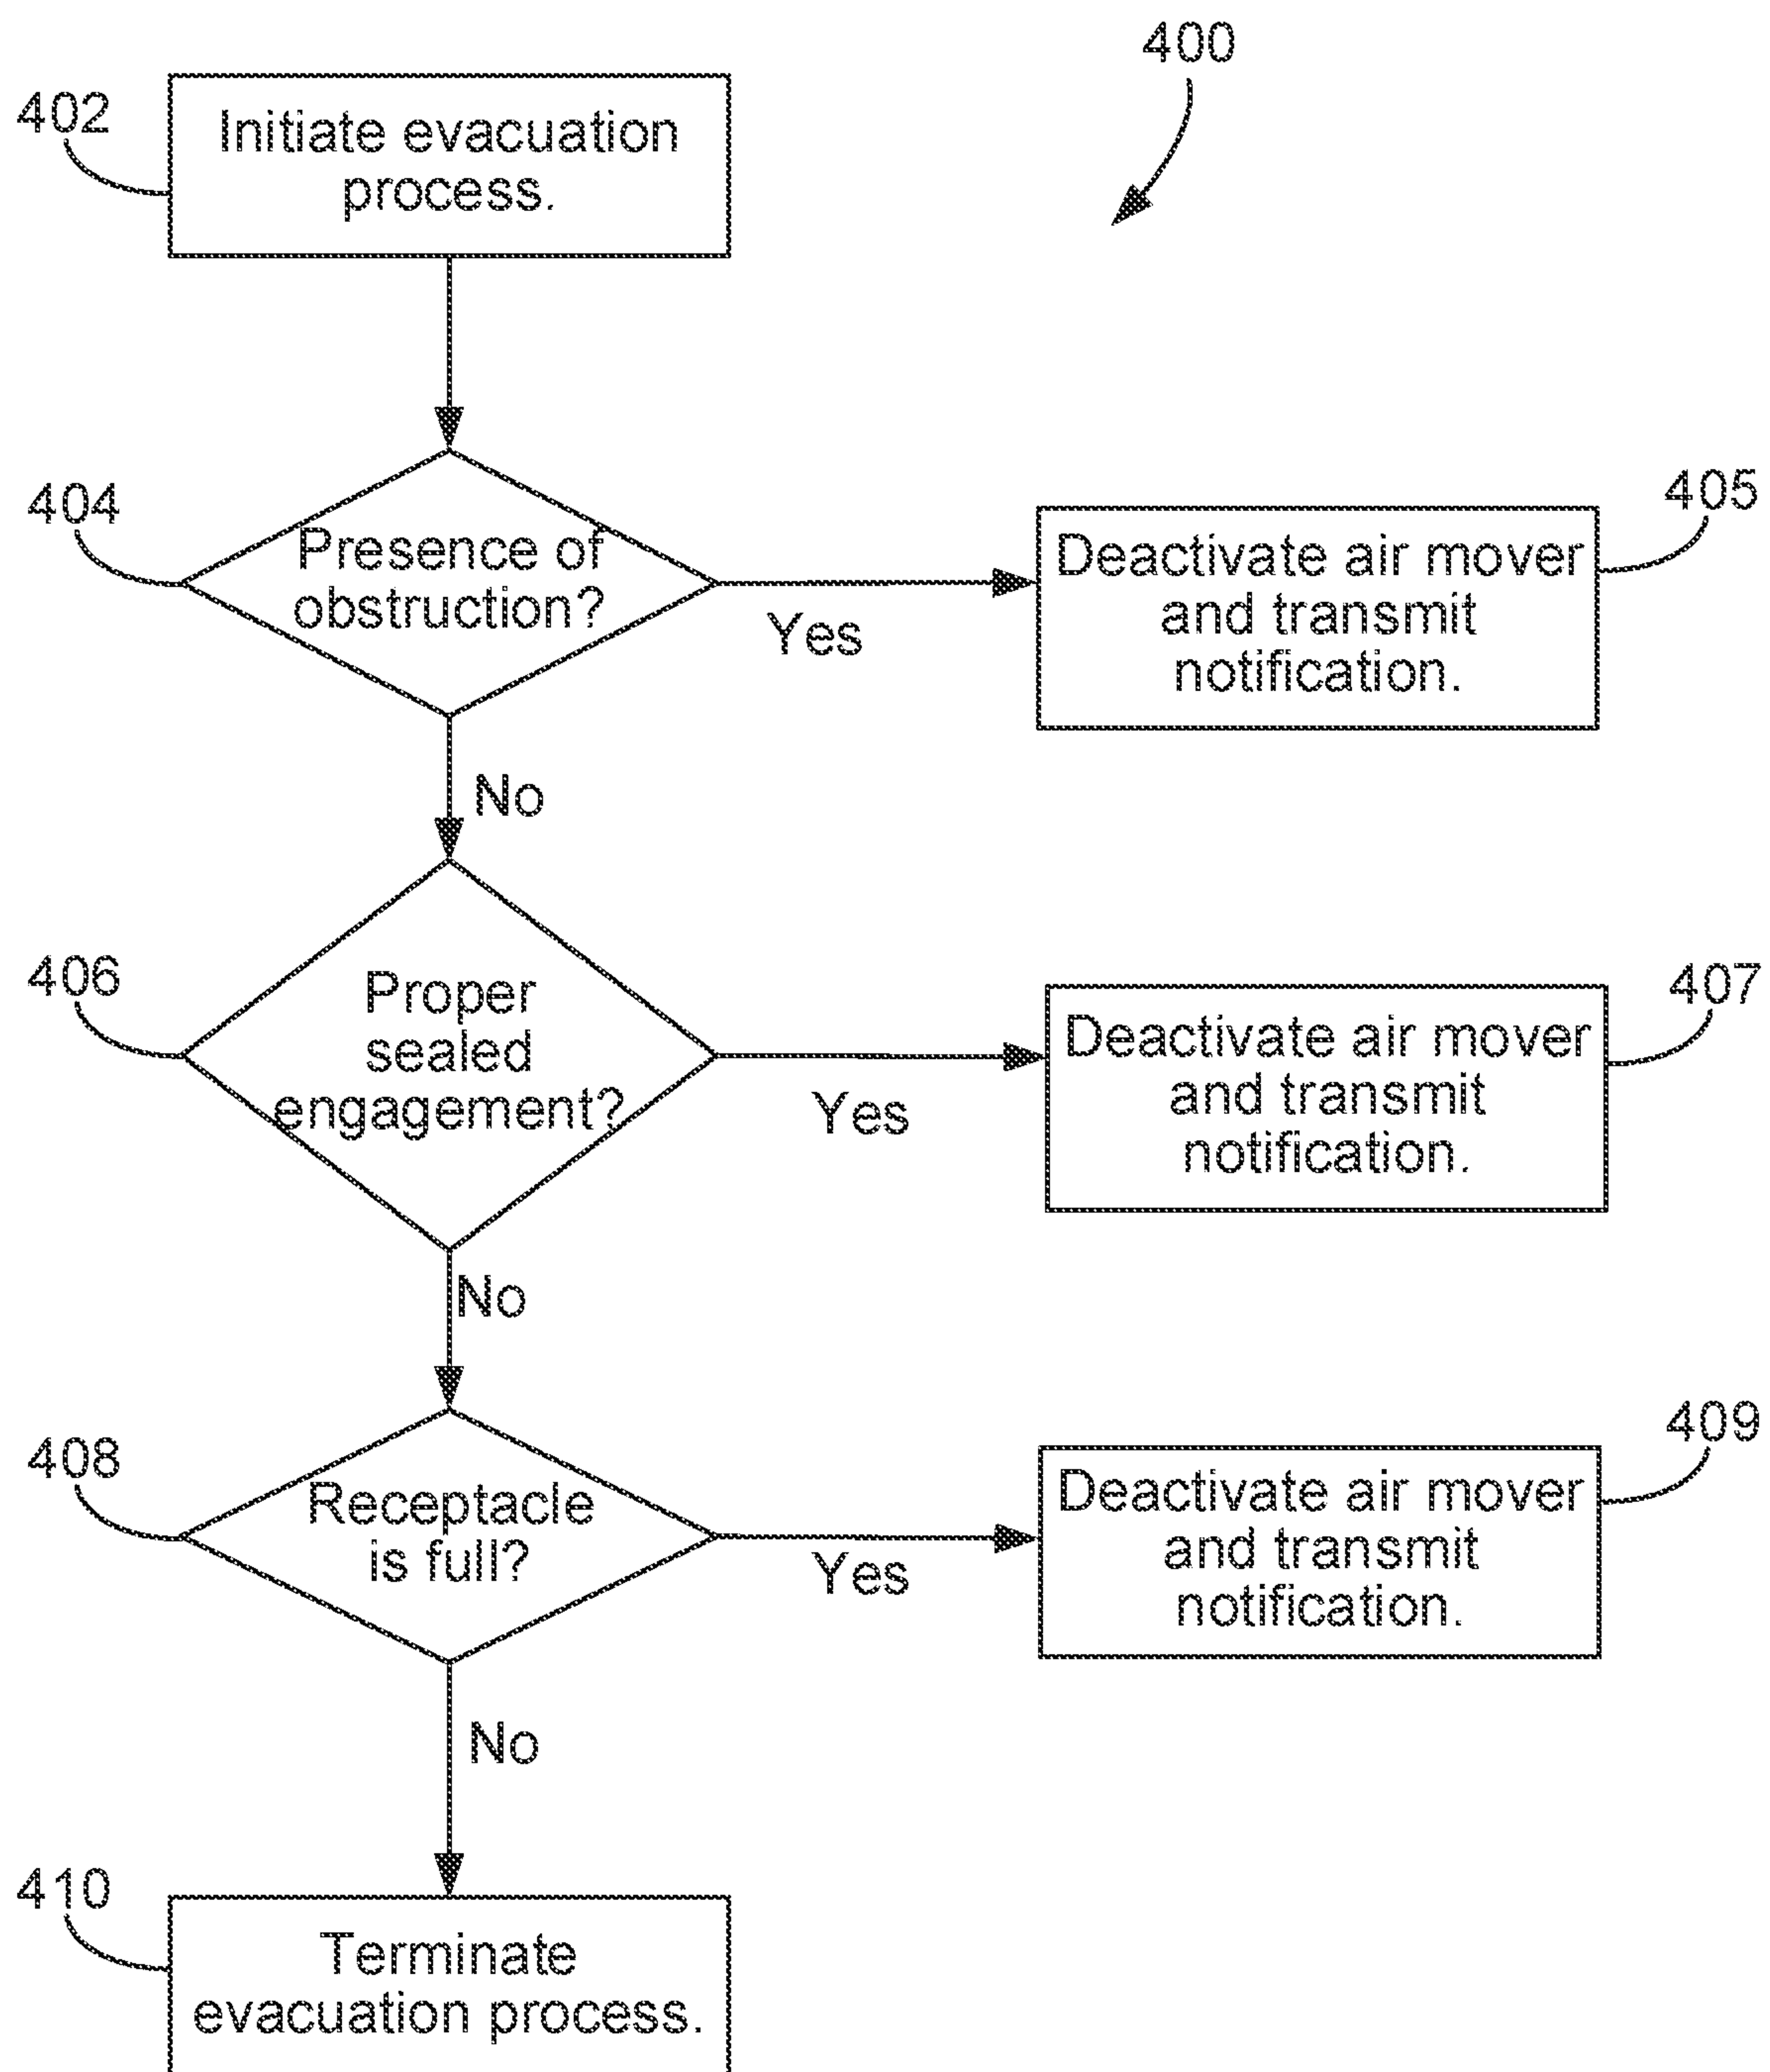 400
402
Initiate evacuation
process.
404
Presence of
obstruction?
Yes
405
Deactivate air mover
and transmit
notification.
No
406
Proper
sealed
engagement?
Yes
407
Deactivate air mover
and transmit
notification.
No
408
Receptacle
is full?
Yes
409
Deactivate air mover
and transmit
notification.
No
410
Terminate
evacuation process.